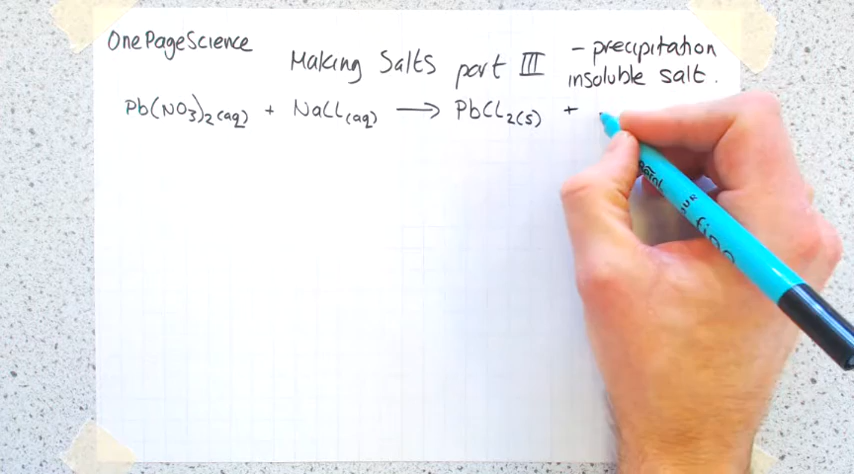 OnePageScience
Making Salts part III
- precipitation
insoluble salt.
Pb(NO3)2(aq) + NaCl(aq) → PbCl2(s) +